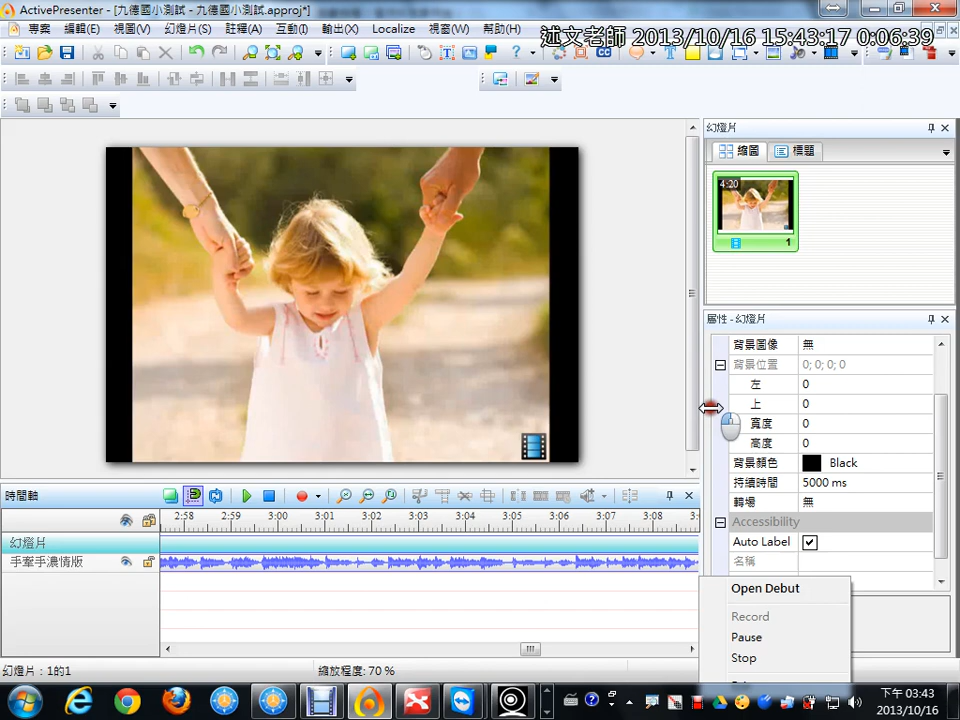 ActivePresenter - [九德國小測試 - 九德國小測試.approj*]
專案 編輯(E) 視圖(V) 幻燈片(S) 註釋(A) 互動(I) 輸出(X) Localize 視窗(W) 幫助(H)
述文老師 2013/10/16 15:43:17 0:06:39
幻燈片
繪圖 標題
4:20
1
屬性 - 幻燈片
背景圖像 無
背景位置 0; 0; 0; 0
左 0
上 0
寬度 0
高度 0
背景顏色 Black
持續時間 5000 ms
轉場 無
Accessibility
Auto Label
名稱
時間軸
2:58 2:59 3:00 3:01 3:02 3:03 3:04 3:05 3:06 3:07 3:08
幻燈片
手牽手濃情版
Open Debut
Record
Pause
Stop
幻燈片：1的1
縮放程度: 70 %
下午 03:43
2013/10/16